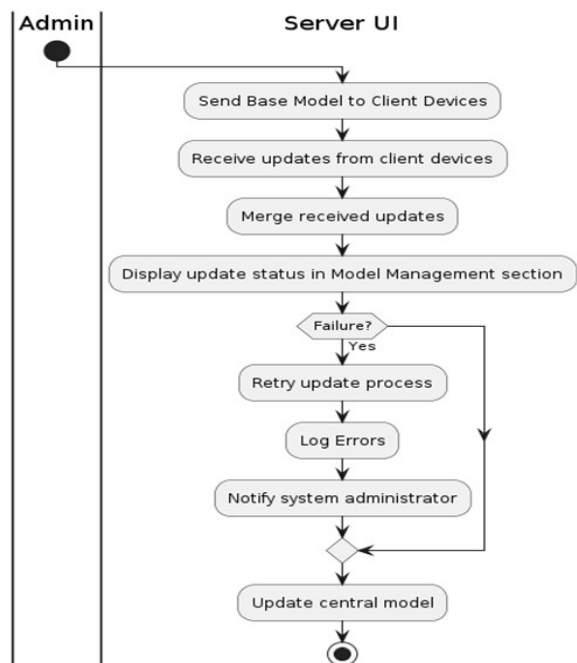 Admin
Server UI
Send Base Model to Client Devices
Receive updates from client devices
Merge received updates
Display update status in Model Management section
Failure?
Yes
Retry update process
Log Errors
Notify system administrator
Update central model